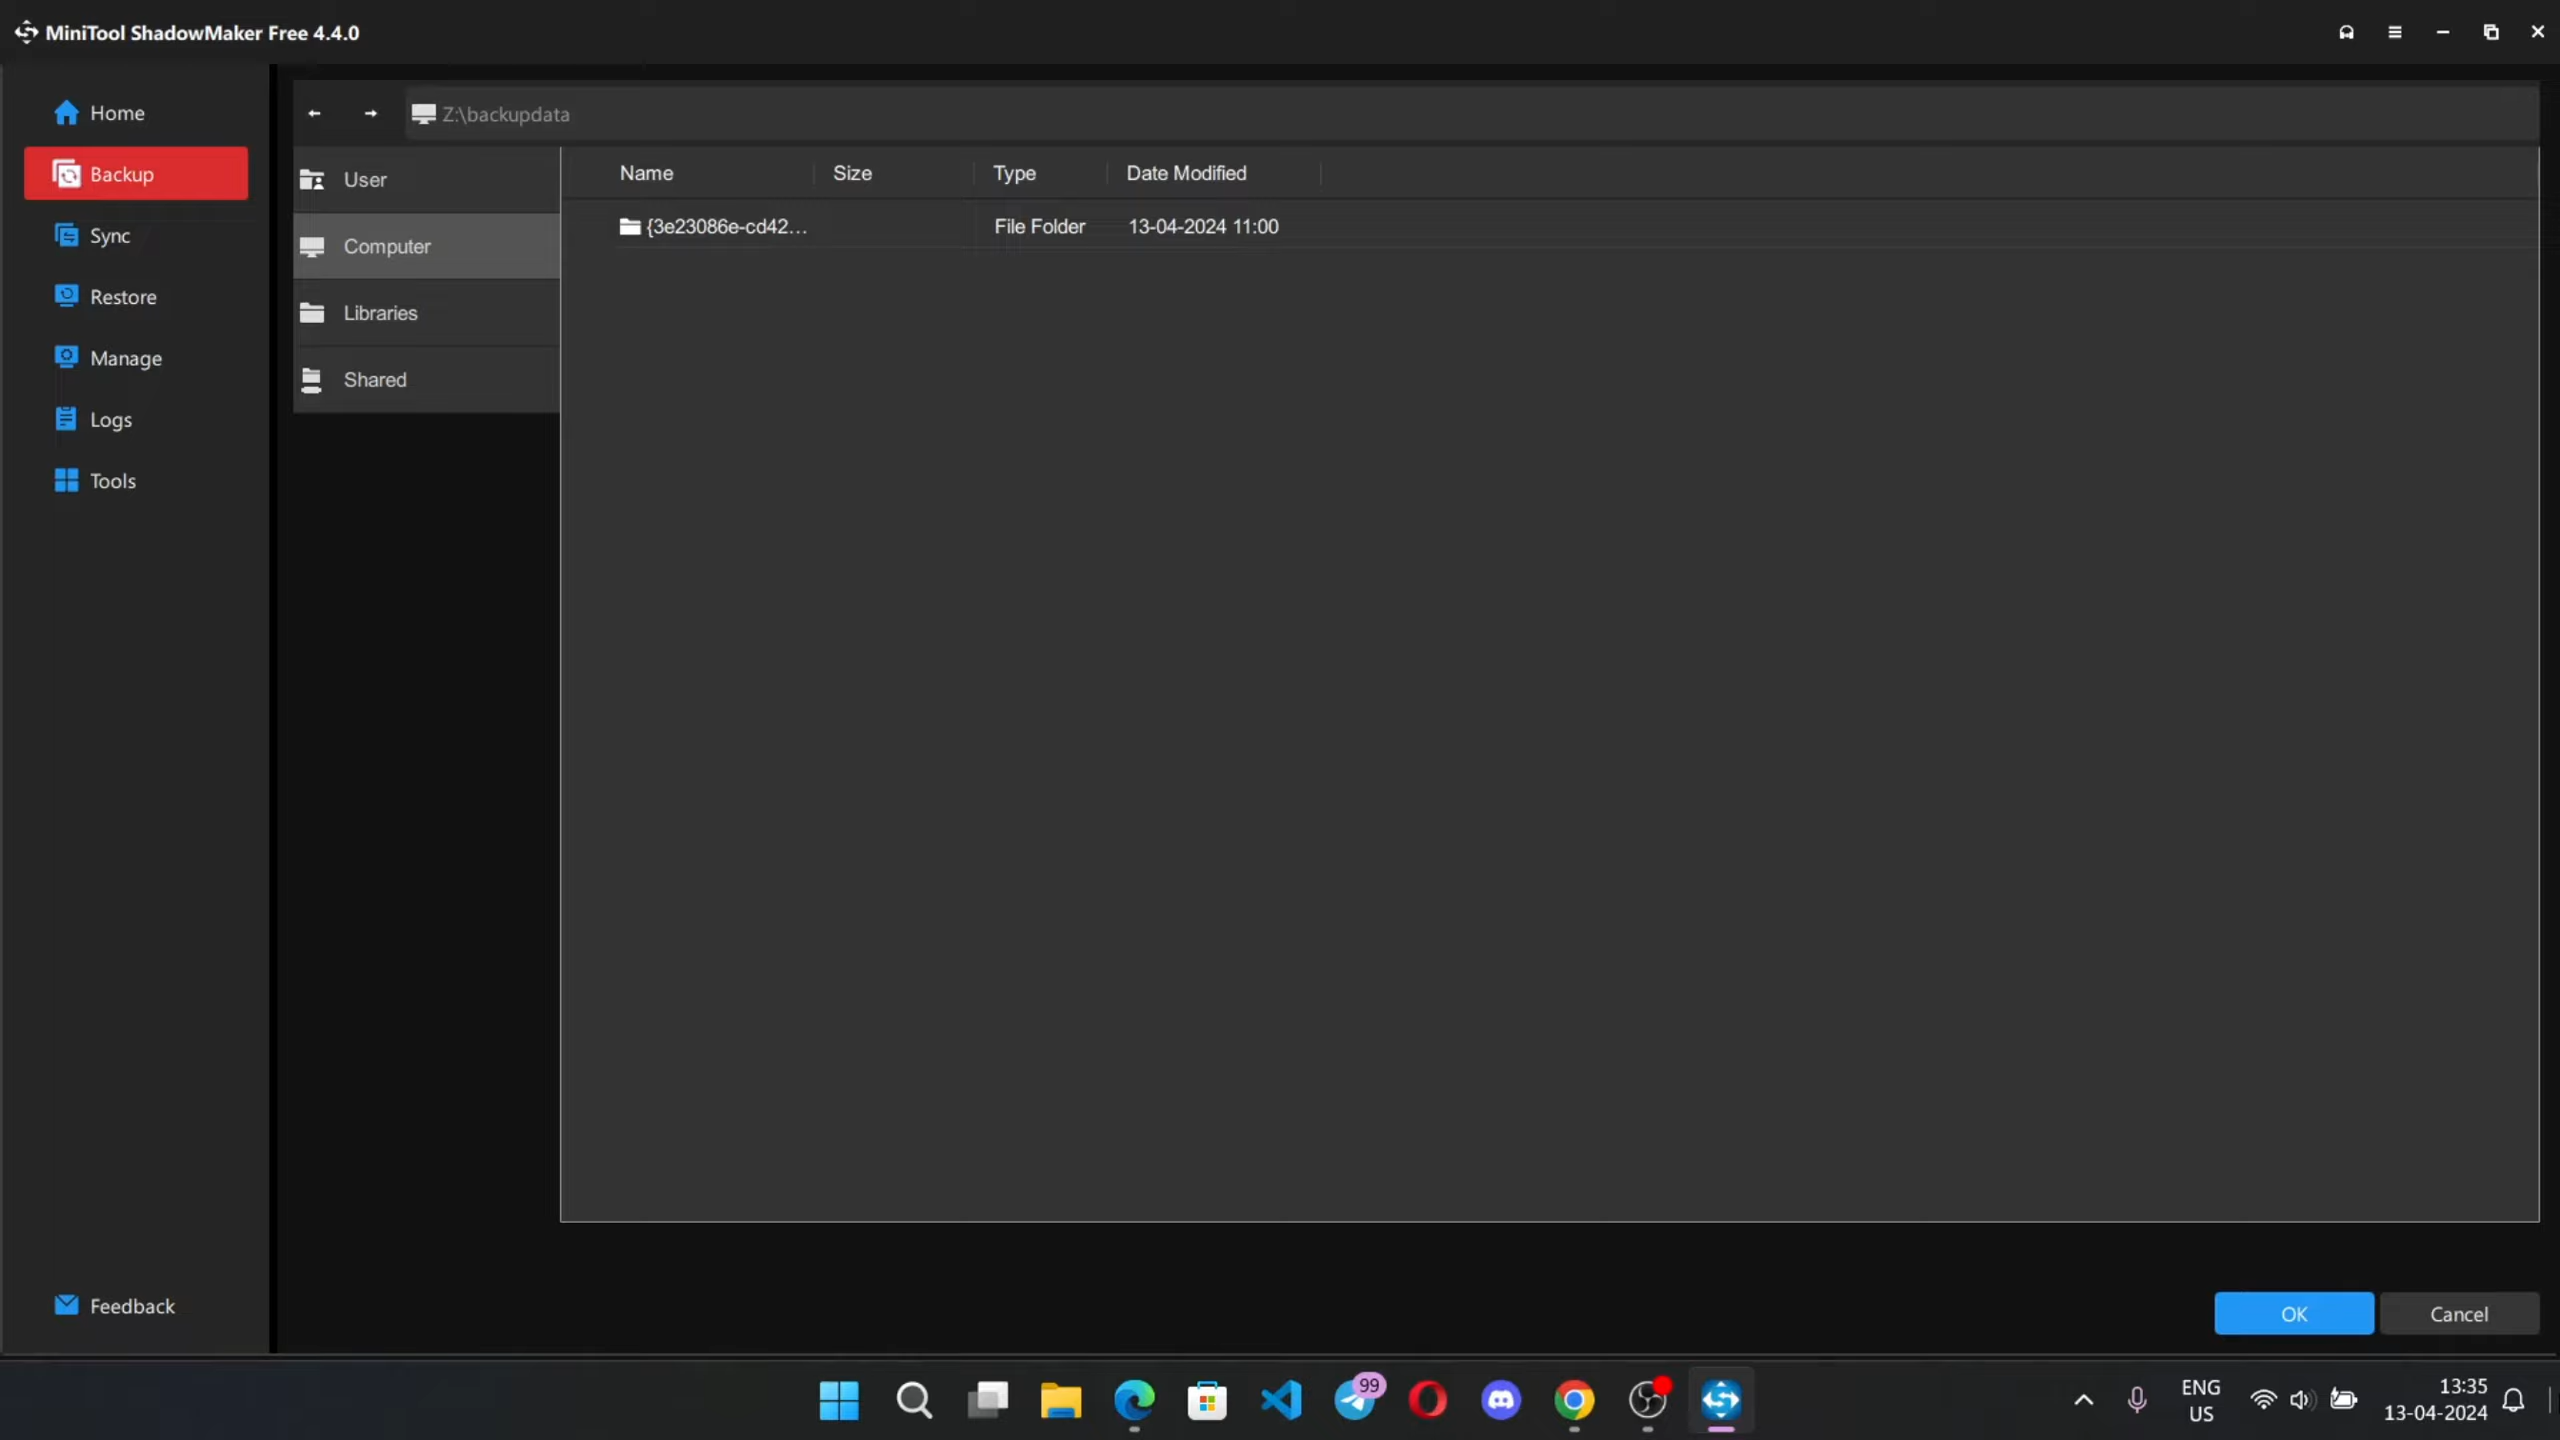 MiniTool ShadowMaker Free 4.4.0
Home
Backup
Sync
Restore
Manage
Logs
Tools
Feedback
Z:\backupdata
User
Computer
Libraries
Shared
Name Size Type Date Modified
{3e23086e-cd42... File Folder 13-04-2024 11:00
OK Cancel
99
ENG
US
13:35
13-04-2024